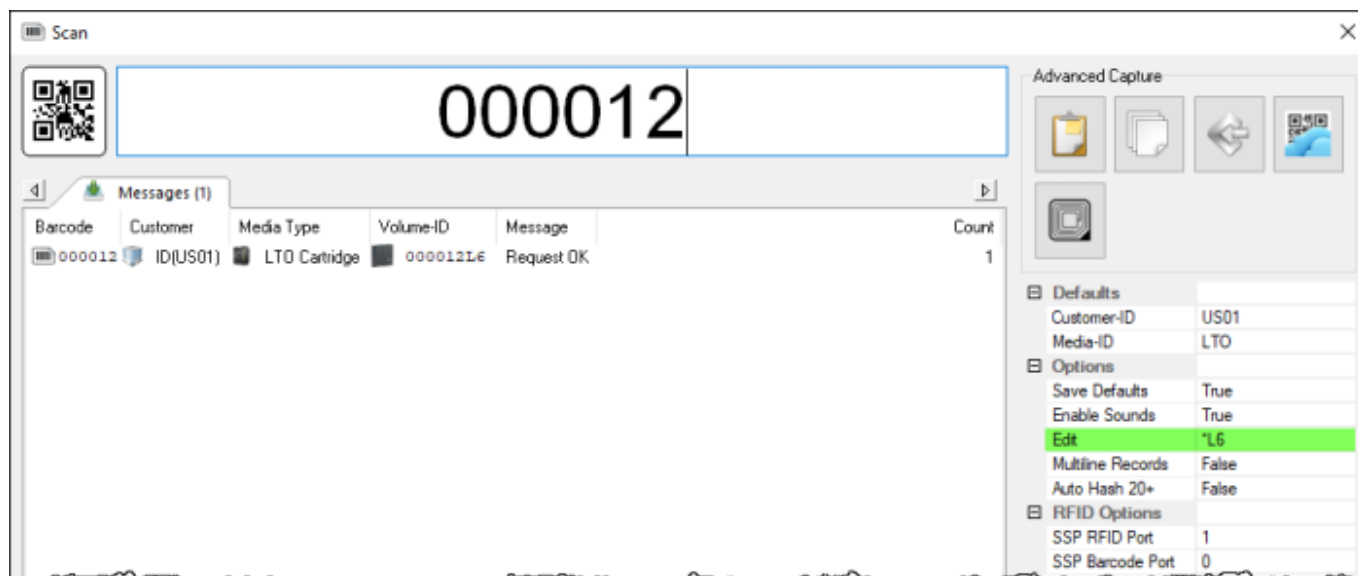 Scan
000012
Advanced Capture
Messages (1)
Barcode Customer Media Type Volume-ID Message Count
000012 ID(US01) LTO Cartridge 000012L6 Request OK 1
Defaults
Customer-ID US01
Media-ID LTO
Options
Save Defaults True
Enable Sounds True
Edit *L6
Multiline Records False
Auto Hash 20+ False
RFID Options
SSP RFID Port 1
SSP Barcode Port 0